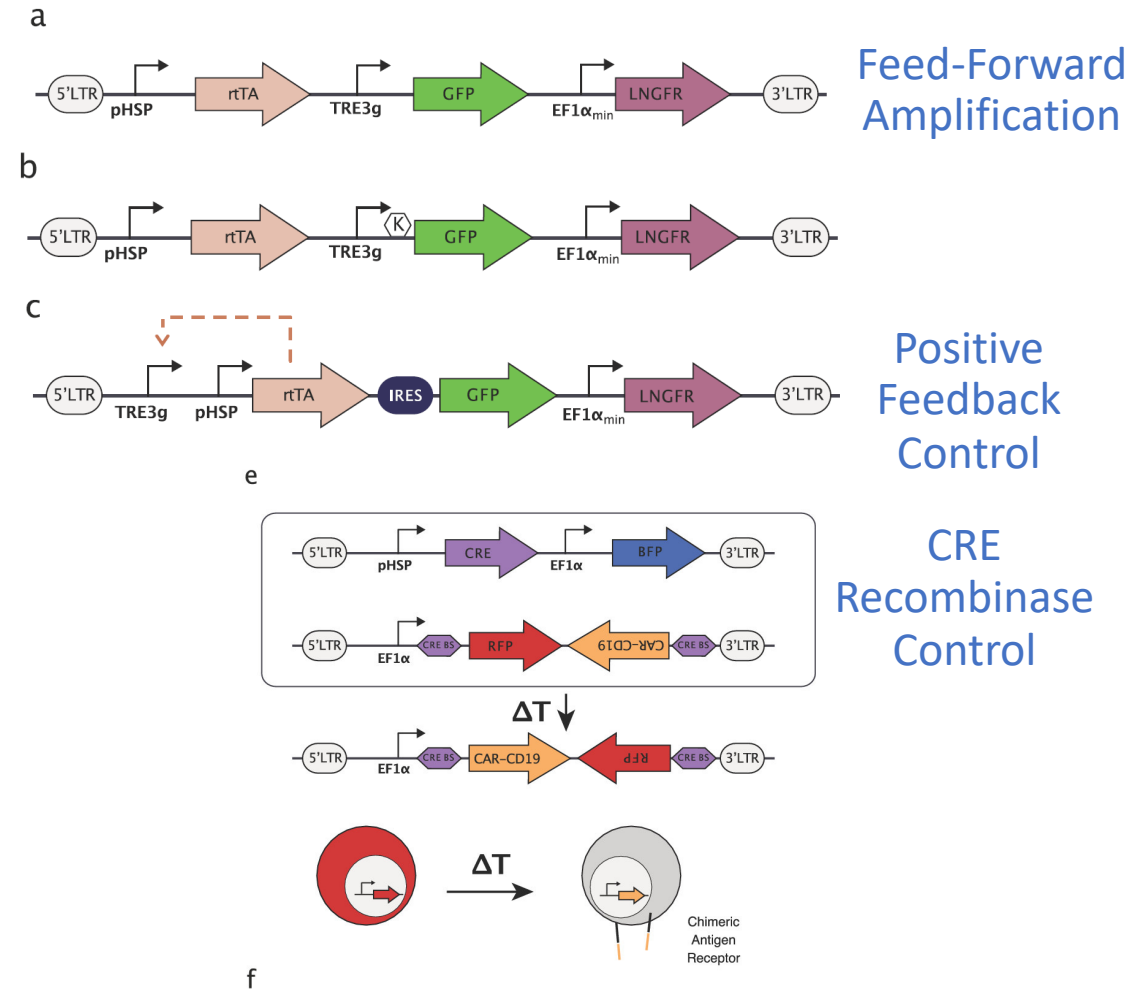 a
5'LTR pHSP rtTA TRE3g GFP EF1αmin LNGFR 3'LTR
Feed-Forward
Amplification
b
5'LTR pHSP rtTA TRE3g K GFP EF1αmin LNGFR 3'LTR
c
5'LTR TRE3g pHSP rtTA IRES GFP EF1αmin LNGFR 3'LTR
Positive
Feedback
Control
e
5'LTR pHSP CRE EF1α BFP 3'LTR
5'LTR EF1α CRE BS RFP CAR-CD19 CRE BS 3'LTR
CRE
Recombinase
Control
ΔT
5'LTR EF1α CRE BS CAR-CD19 RFP CRE BS 3'LTR
ΔT
Chimeric
Antigen
Receptor
f